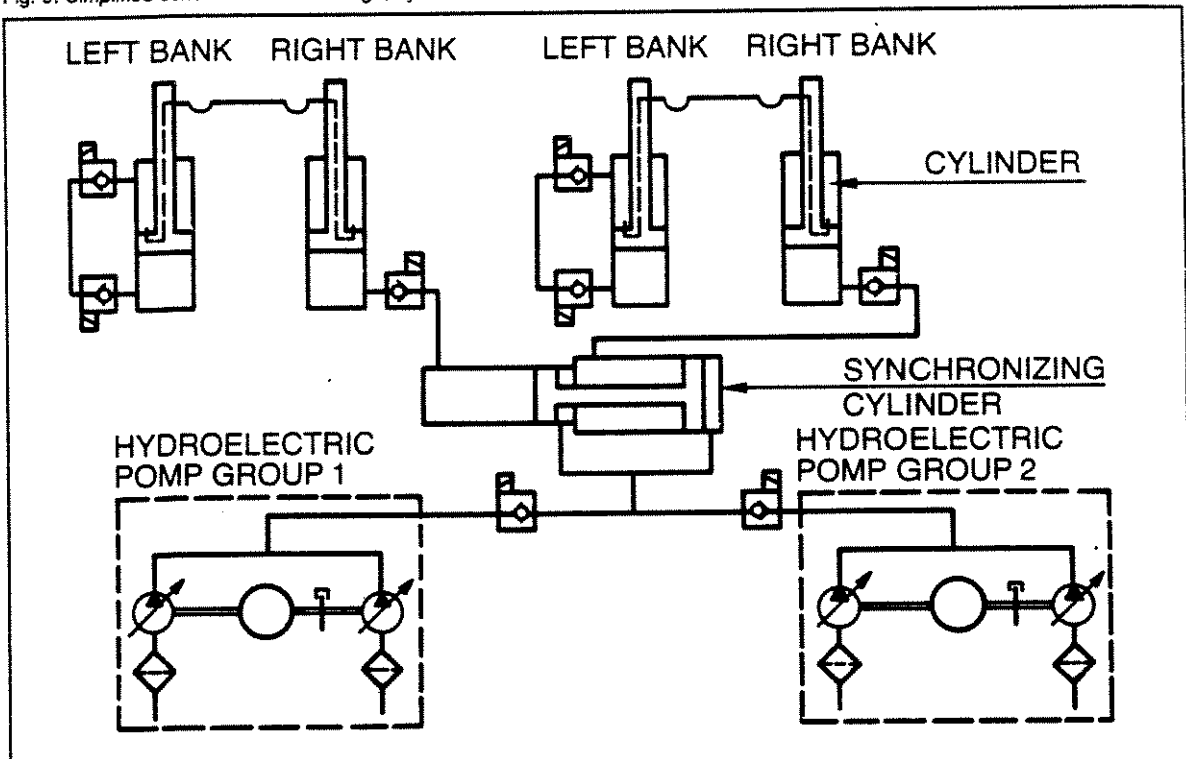 LEFT BANK RIGHT BANK LEFT BANK RIGHT BANK
CYLINDER
SYNCHRONIZING
CYLINDER
HYDROELECTRIC
POMP GROUP 1
HYDROELECTRIC
POMP GROUP 2